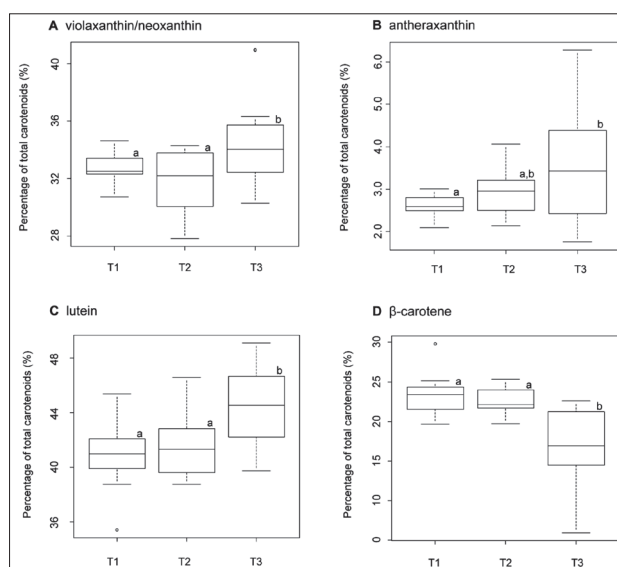 A violaxanthin/neoxanthin
Percentage of total carotenoids (%)
40
36
32
28
a
a
b
T1
T2
T3
B antheraxanthin
Percentage of total carotenoids (%)
6.0
5.0
4.0
3.0
2.0
a
a,b
b
T1
T2
T3
C lutein
Percentage of total carotenoids (%)
48
44
40
36
a
a
b
T1
T2
T3
D β-carotene
Percentage of total carotenoids (%)
30
25
20
15
10
0
a
a
b
T1
T2
T3